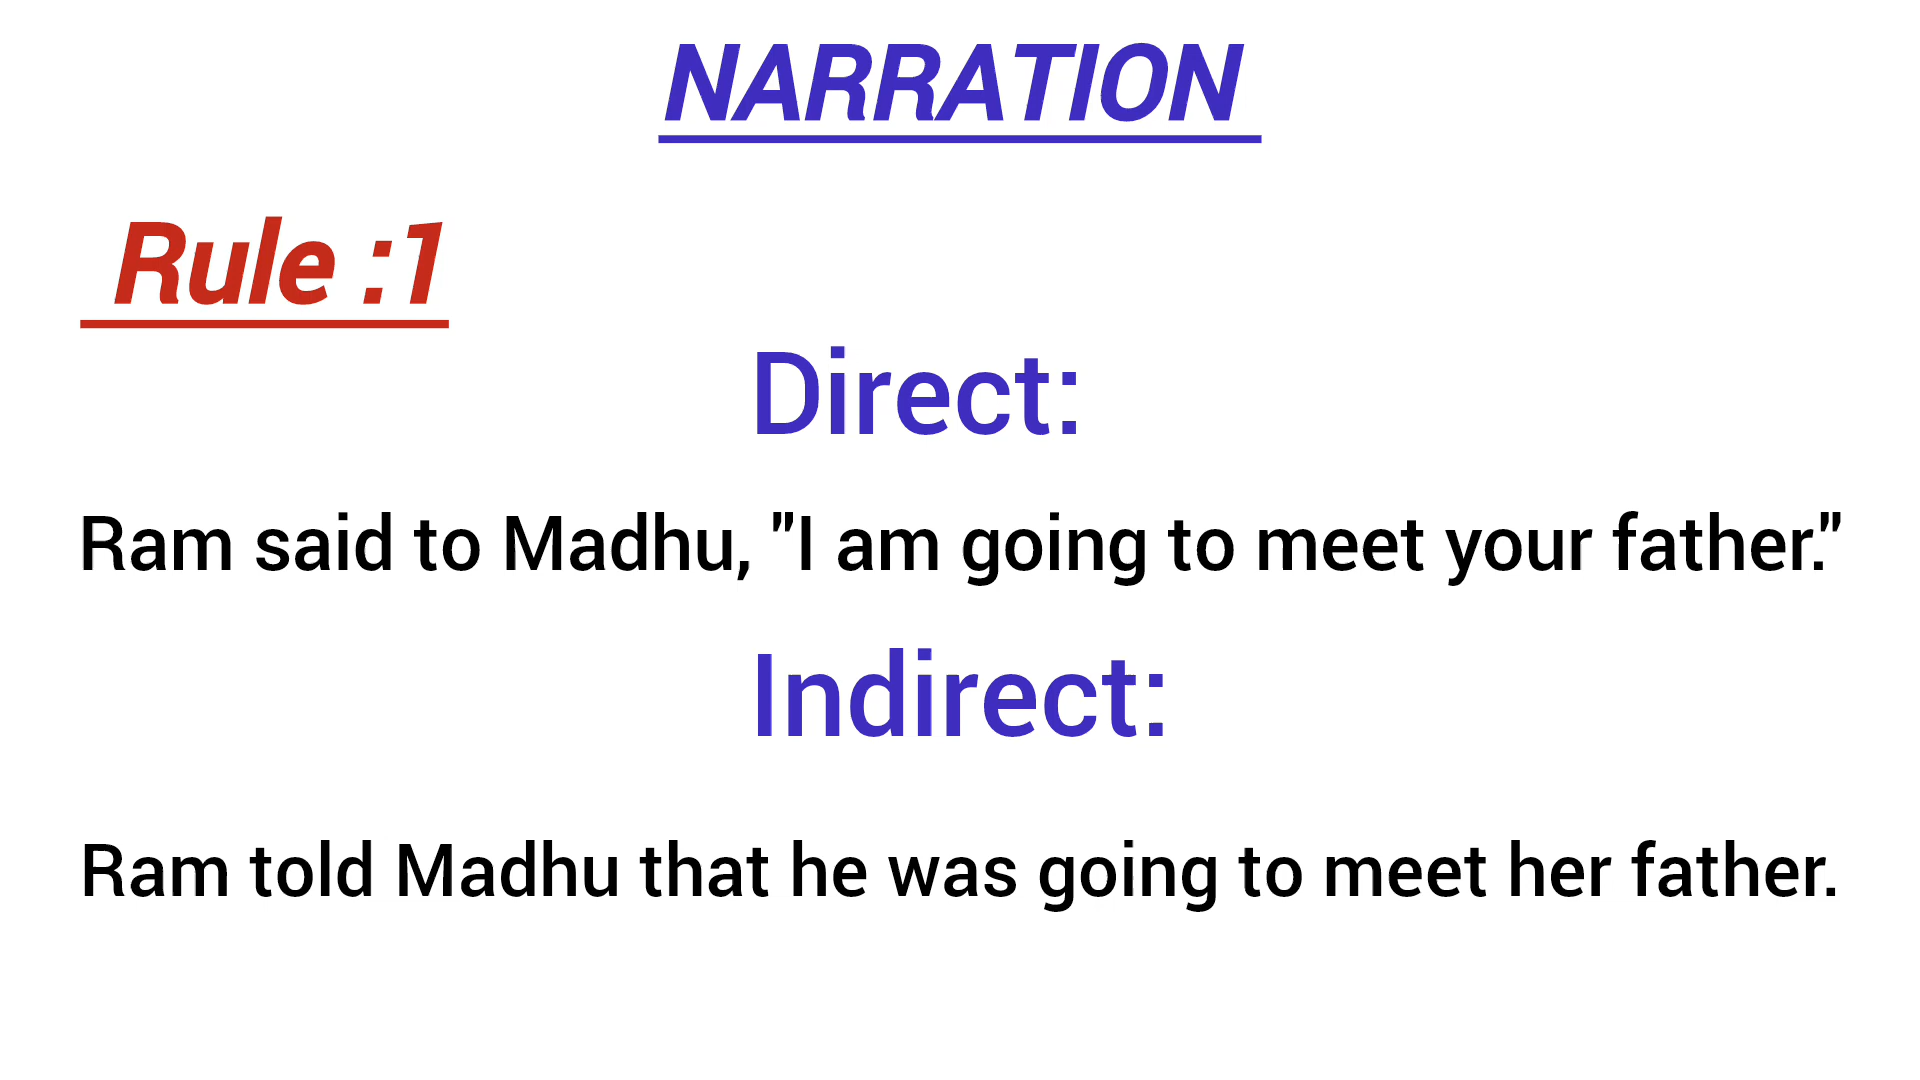 NARRATION
Rule :1
Direct:
Ram said to Madhu, "I am going to meet your father."
Indirect:
Ram told Madhu that he was going to meet her father.